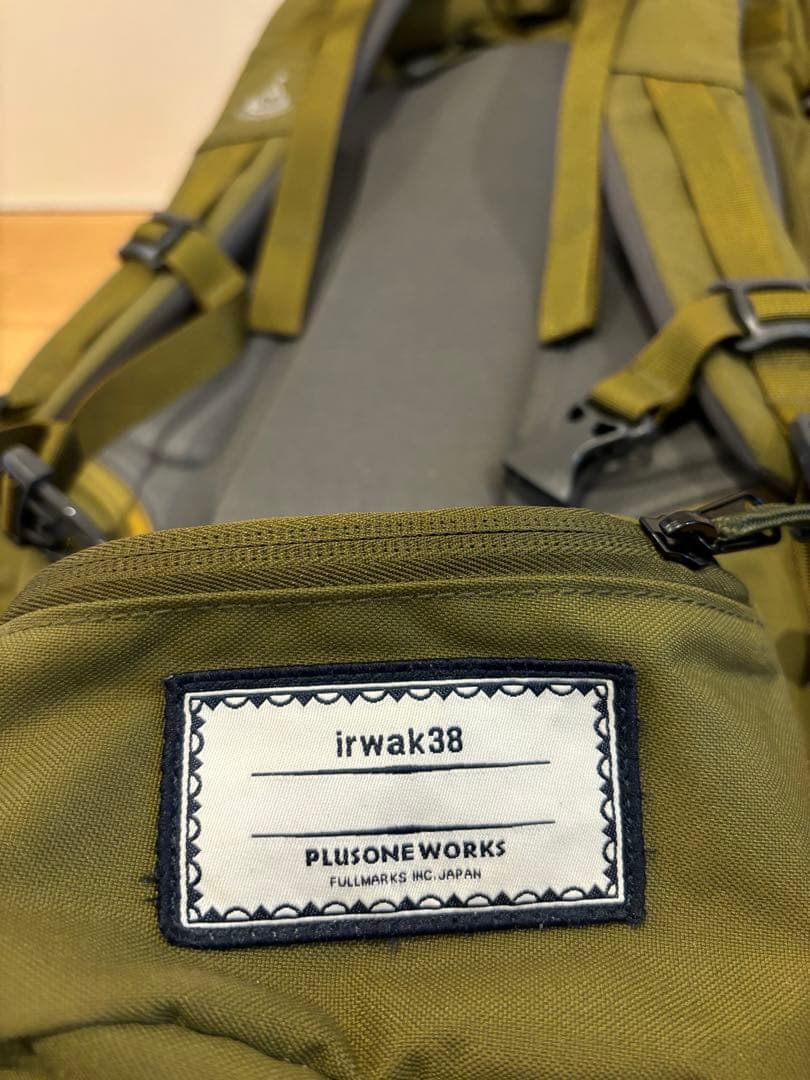 irwak38
PLUSONE WORKS
FULLMARKS INC. JAPAN